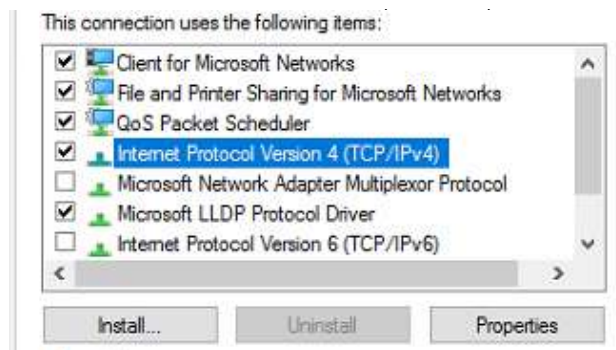 This connection uses the following items:
Client for Microsoft Networks
File and Printer Sharing for Microsoft Networks
QoS Packet Scheduler
Internet Protocol Version 4 (TCP/IPv4)
Microsoft Network Adapter Multiplexor Protocol
Microsoft LLDP Protocol Driver
Internet Protocol Version 6 (TCP/IPv6)
Install... Uninstall Properties